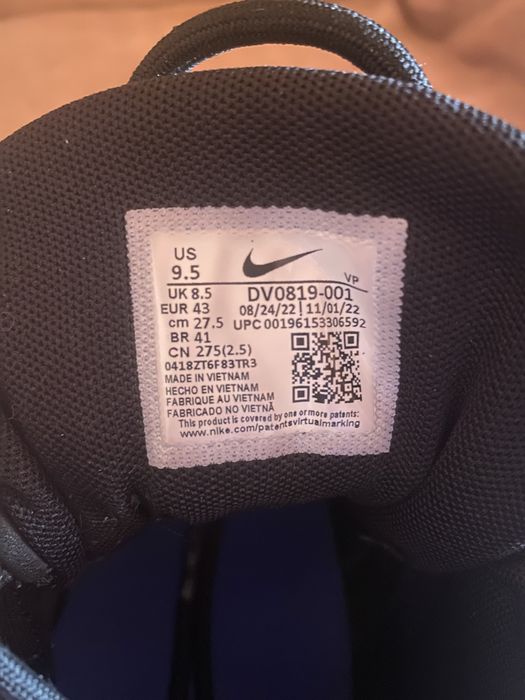 US
9.5
VP
UK 8.5 DV0819-001
EUR 43 08/24/22 | 11/01/22
cm 27.5 UPC 00196153306592
BR 41
CN 275(2.5)
0418ZT6F83TR3
MADE IN VIETNAM
HECHO EN VIETNAM
FABRIQUE AU VIETNAM
FABRICADO NO VIETNÃ
This product is covered by one or more patents:
www.nike.com/patentsvirtualmarking